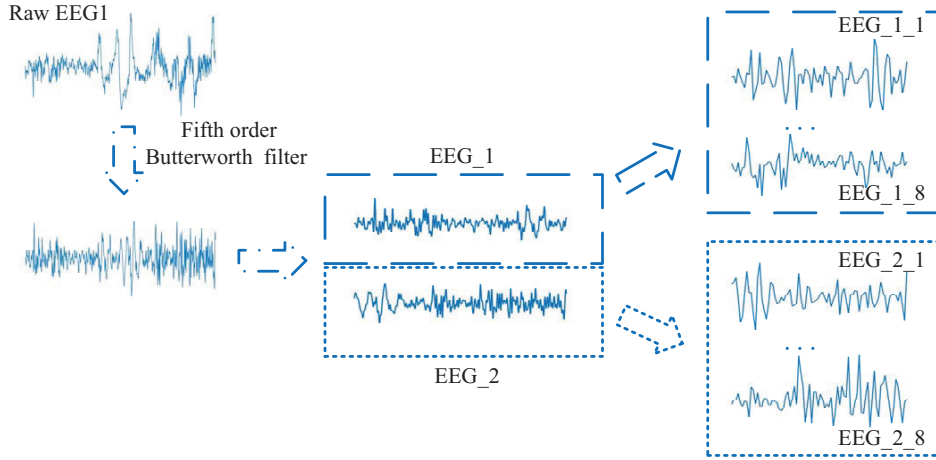 Raw EEG1
Fifth order
Butterworth filter
EEG_1
EEG_2
EEG_1_1
...
EEG_1_8
EEG_2_1
...
EEG_2_8